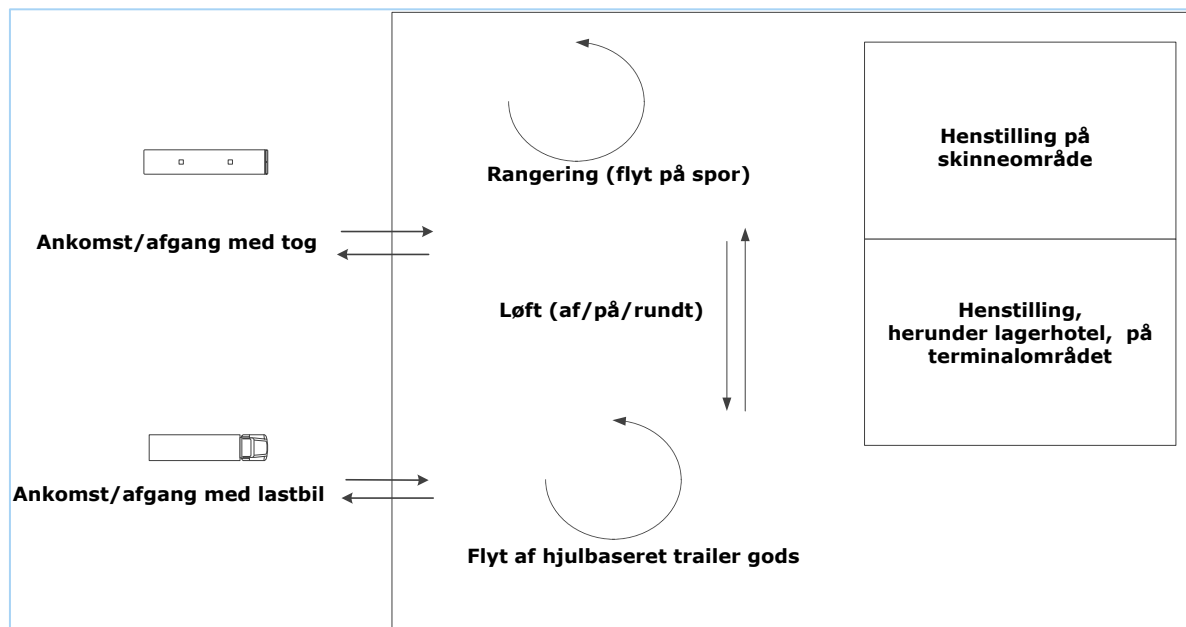 Henstilling på
skinneområde
Rangering (flyt på spor)
Ankomst/afgang med tog
Løft (af/på/rundt)
Henstilling,
herunder lagerhotel, på
terminalområdet
Ankomst/afgang med lastbil
Flyt af hjulbaseret trailer gods